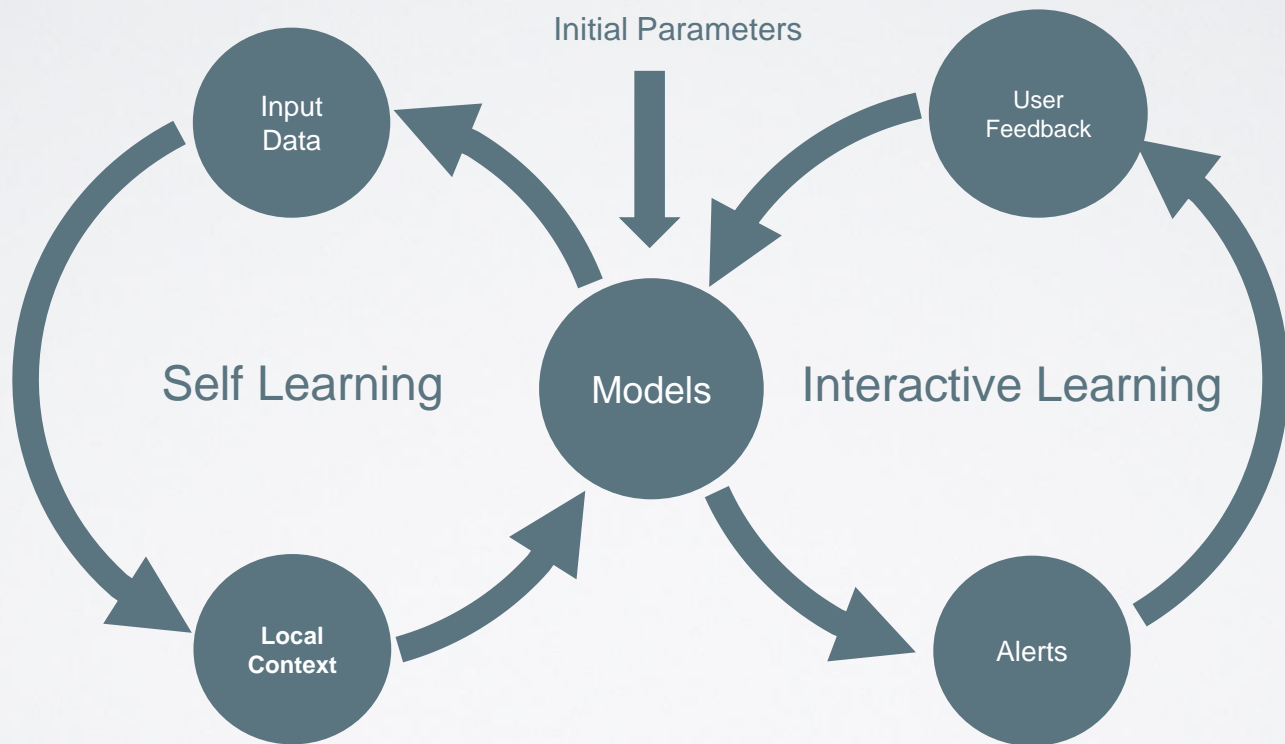 Initial Parameters
Input
Data
User
Feedback
Self Learning
Models
Interactive Learning
Local
Context
Alerts